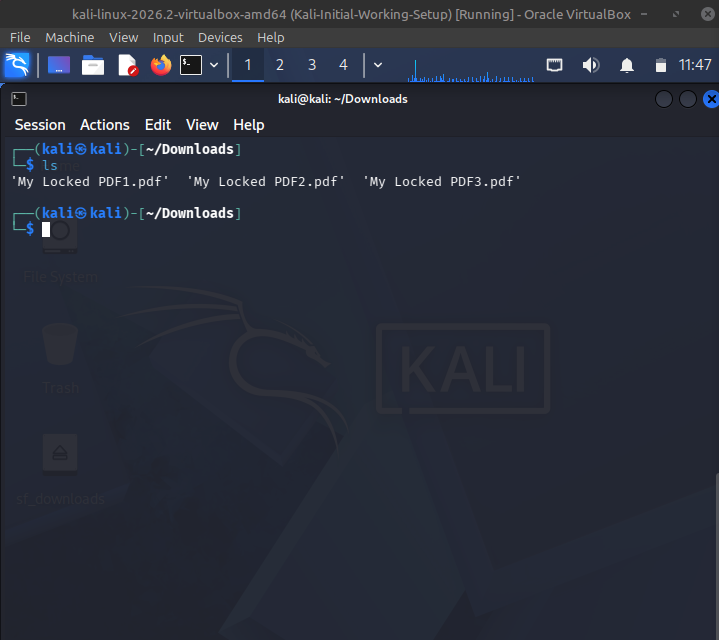 kali-linux-2026.2-virtualbox-amd64 (Kali-Initial-Working-Setup) [Running] - Oracle VirtualBox
File Machine View Input Devices Help
1 2 3 4 11:47
kali@kali: ~/Downloads
Session Actions Edit View Help
┌──(kali㉿kali)-[~/Downloads]
└─$ ls
'My Locked PDF1.pdf' 'My Locked PDF2.pdf' 'My Locked PDF3.pdf'
┌──(kali㉿kali)-[~/Downloads]
└─$
File System
KALI
Trash
sf_downloads